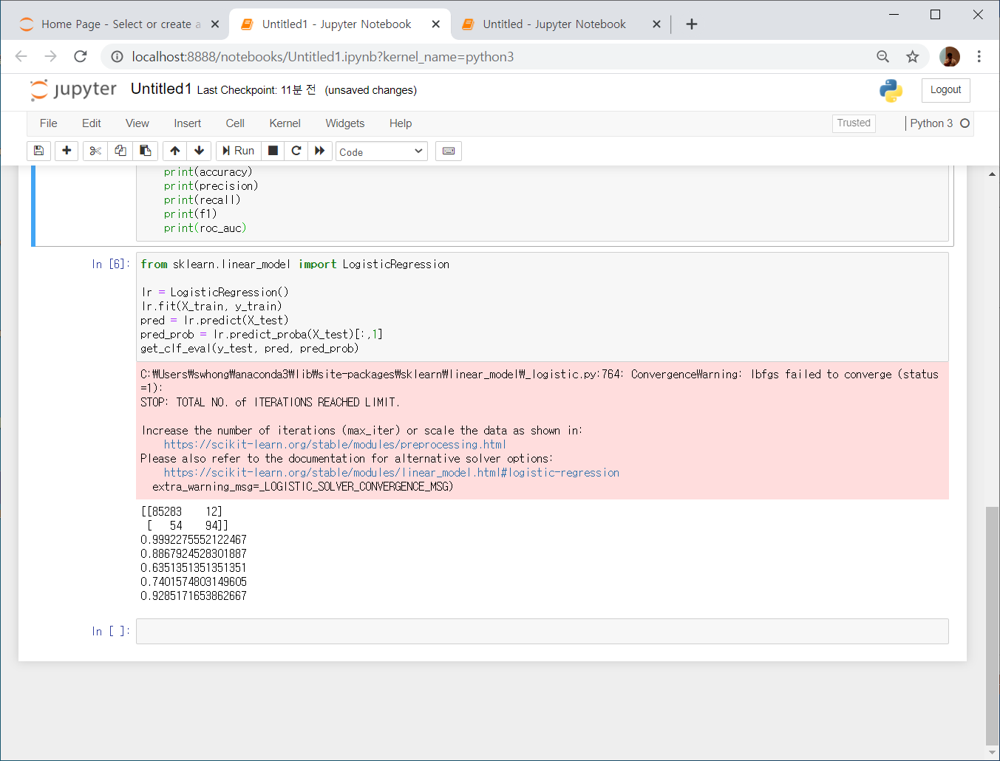 Home Page - Select or create a
Untitled1 - Jupyter Notebook
Untitled - Jupyter Notebook
localhost:8888/notebooks/Untitled1.ipynb?kernel_name=python3
jupyter Untitled1 Last Checkpoint: 11분 전 (unsaved changes)
Logout
File Edit View Insert Cell Kernel Widgets Help
Trusted
Python 3
Run
Code
print(accuracy)
print(precision)
print(recall)
print(f1)
print(roc_auc)
In [6]:
from sklearn.linear_model import LogisticRegression
lr = LogisticRegression()
lr.fit(X_train, y_train)
pred = lr.predict(X_test)
pred_prob = lr.predict_proba(X_test)[:,1]
get_clf_eval(y_test, pred, pred_prob)
C:₩Users₩swhong₩anaconda3₩lib₩site-packages₩sklearn₩linear_model₩_logistic.py:764: ConvergenceWarning: lbfgs failed to converge (status
=1):
STOP: TOTAL NO. of ITERATIONS REACHED LIMIT.
Increase the number of iterations (max_iter) or scale the data as shown in:
https://scikit-learn.org/stable/modules/preprocessing.html
Please also refer to the documentation for alternative solver options:
https://scikit-learn.org/stable/modules/linear_model.html#logistic-regression
extra_warning_msg=_LOGISTIC_SOLVER_CONVERGENCE_MSG)
[[85283 12]
[ 54 94]]
0.9992275552122467
0.8867924528301887
0.6351351351351351
0.7401574803149605
0.9285171653862667
In [ ]: